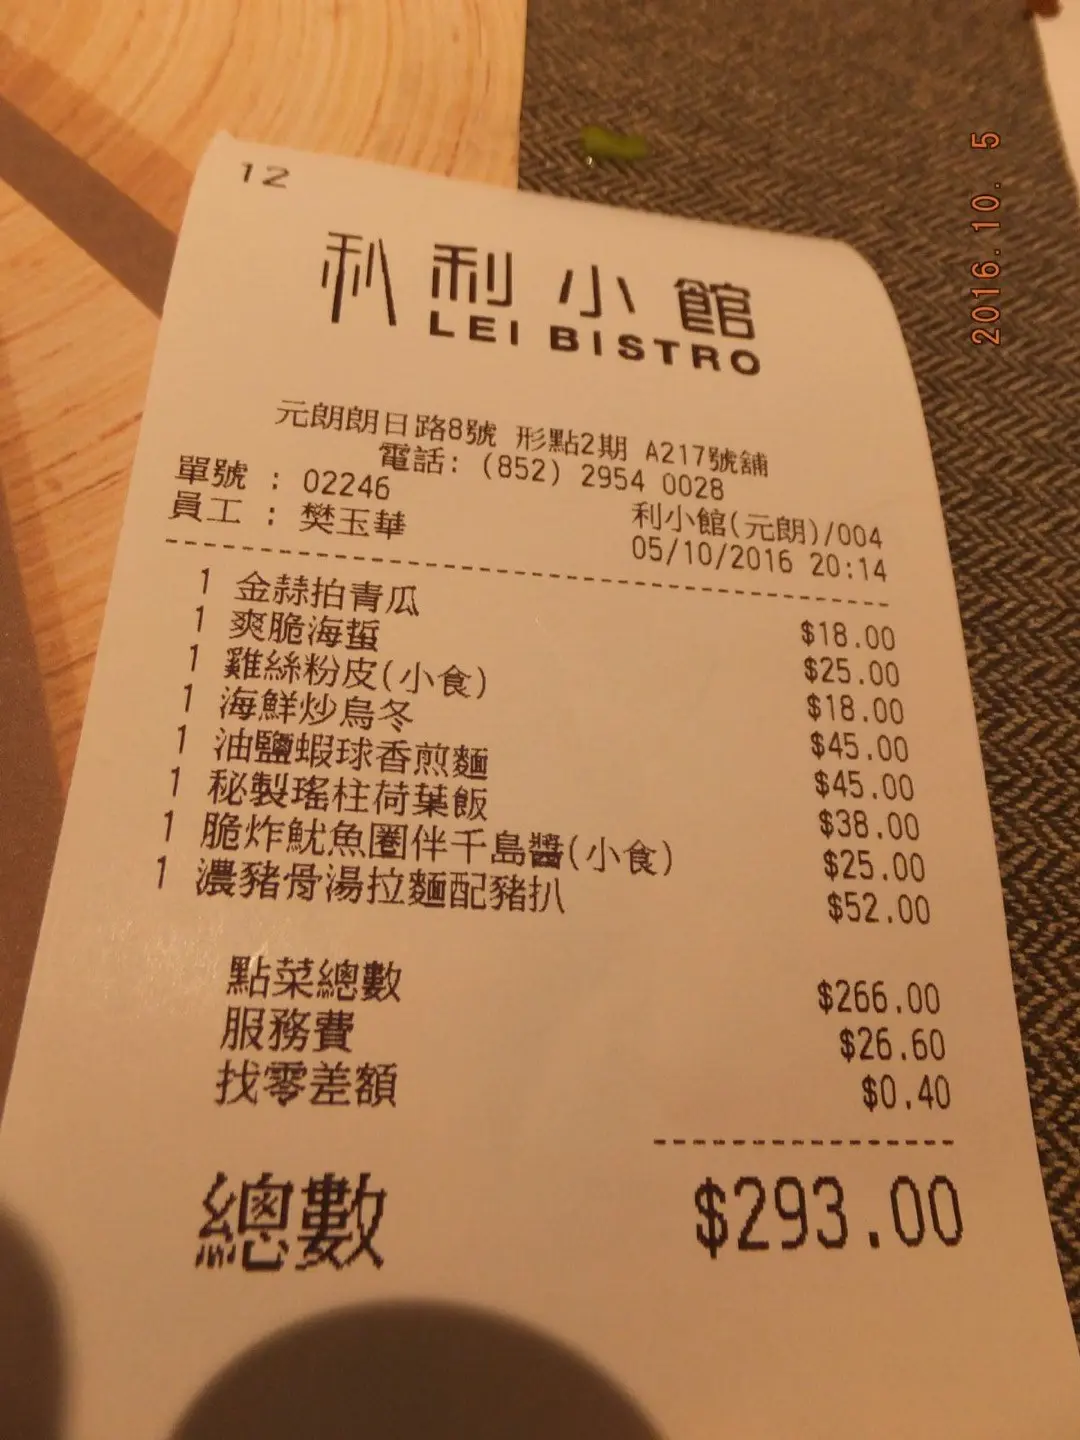 12
利小館
LEI BISTRO
元朗朗日路8號 形點2期 A217號舖
電話: (852) 2954 0028
單號 : 02246
利小館(元朗)/004
員工 : 樊玉華
05/10/2016 20:14
1 金蒜拍青瓜 $18.00
1 爽脆海蜇 $25.00
1 雞絲粉皮(小食) $18.00
1 海鮮炒烏冬 $45.00
1 油鹽蝦球香煎麵 $45.00
1 秘製瑤柱荷葉飯 $38.00
1 脆炸魷魚圈伴千島醬(小食) $25.00
1 濃豬骨湯拉麵配豬扒 $52.00
點菜總數 $266.00
服務費 $26.60
找零差額 $0.40
總數 $293.00
2016.10. 5